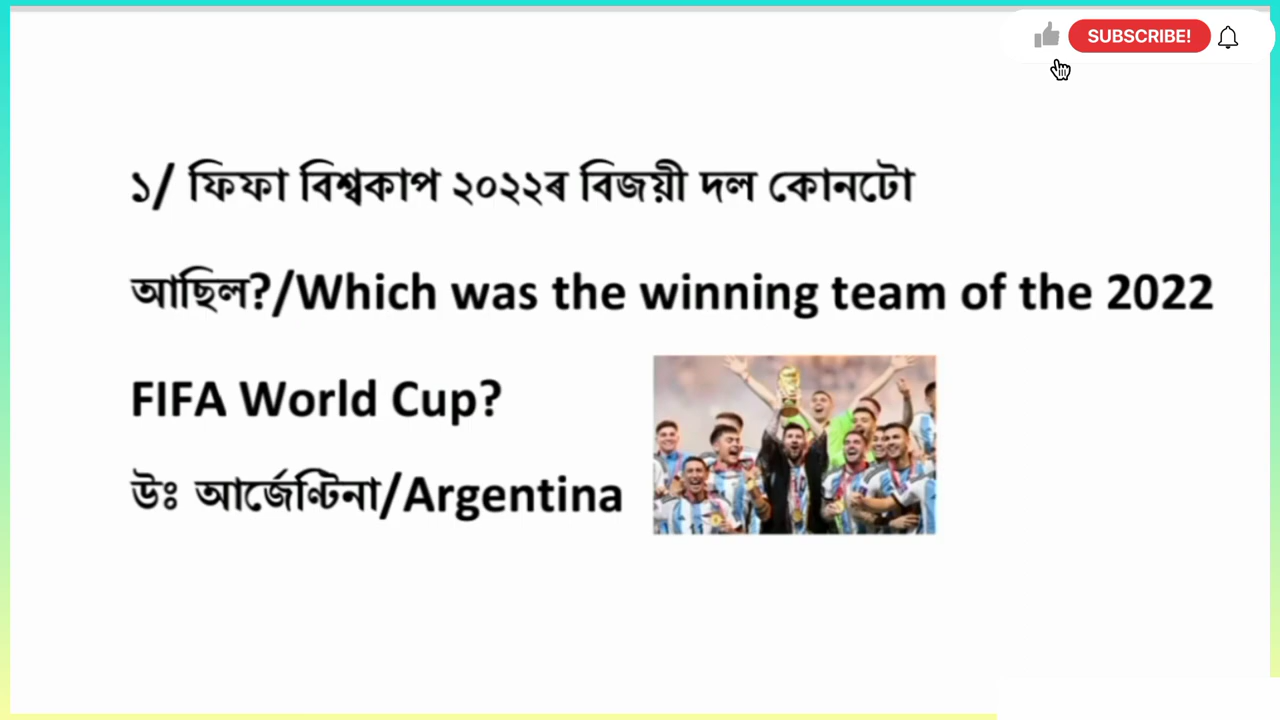 SUBSCRIBE!
১/ ফিফা বিশ্বকাপ ২০২২ৰ বিজয়ী দল কোনটো
আছিল?/Which was the winning team of the 2022
FIFA World Cup?
উঃ আৰ্জেণ্টিনা/Argentina